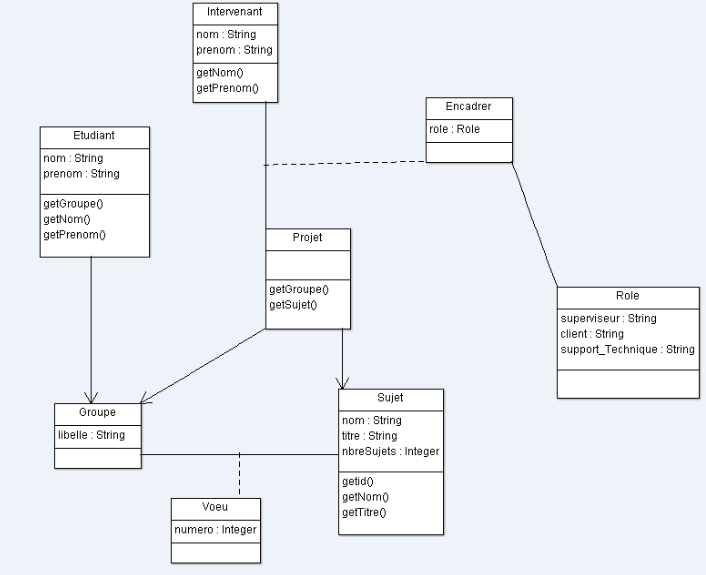 Intervenant
nom : String
prenom : String
getNom()
getPrenom()
Encadrer
role : Role
Etudiant
nom : String
prenom : String
getGroupe()
getNom()
getPrenom()
Projet
getGroupe()
getSujet()
Role
superviseur : String
client : String
support_Technique : String
Groupe
libelle : String
Sujet
nom : String
titre : String
nbreSujets : Integer
getid()
getNom()
getTitre()
Voeu
numero : Integer